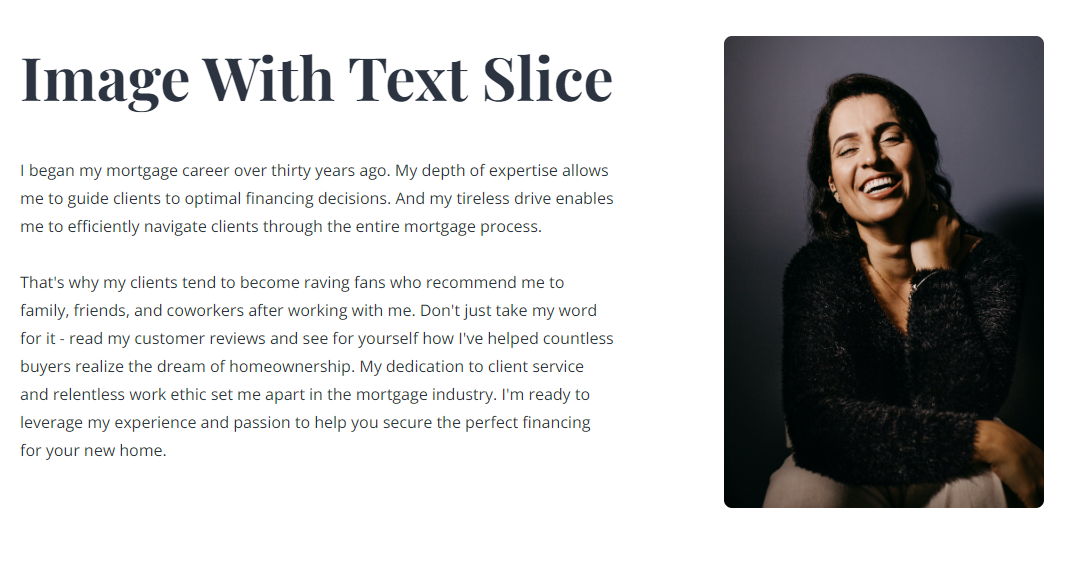 Image With Text Slice
I began my mortgage career over thirty years ago. My depth of expertise allows
me to guide clients to optimal financing decisions. And my tireless drive enables
me to efficiently navigate clients through the entire mortgage process.
That's why my clients tend to become raving fans who recommend me to
family, friends, and coworkers after working with me. Don't just take my word
for it - read my customer reviews and see for yourself how I've helped countless
buyers realize the dream of homeownership. My dedication to client service
and relentless work ethic set me apart in the mortgage industry. I'm ready to
leverage my experience and passion to help you secure the perfect financing
for your new home.